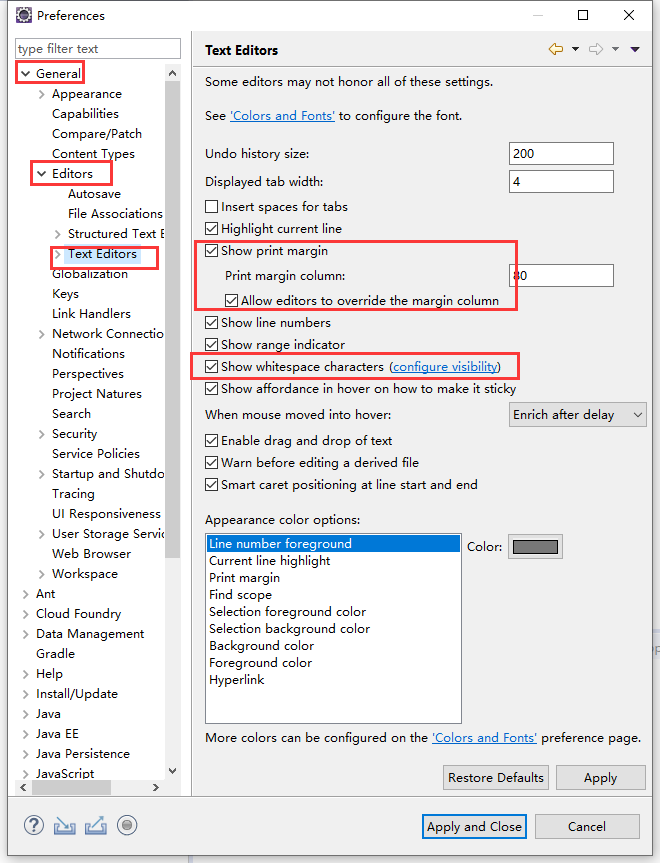 Preferences
type filter text
General
Appearance
Capabilities
Compare/Patch
Content Types
Editors
Autosave
File Associations
Structured Text E
Text Editors
Globalization
Keys
Link Handlers
Network Connectio
Notifications
Perspectives
Project Natures
Search
Security
Service Policies
Startup and Shutdo
Tracing
UI Responsiveness
User Storage Servic
Web Browser
Workspace
Ant
Cloud Foundry
Data Management
Gradle
Help
Install/Update
Java
Java EE
Java Persistence
JavaScript
Text Editors
Some editors may not honor all of these settings.
See 'Colors and Fonts' to configure the font.
Undo history size: 200
Displayed tab width: 4
Insert spaces for tabs
Highlight current line
Show print margin
Print margin column: 80
Allow editors to override the margin column
Show line numbers
Show range indicator
Show whitespace characters (configure visibility)
Show affordance in hover on how to make it sticky
When mouse moved into hover: Enrich after delay
Enable drag and drop of text
Warn before editing a derived file
Smart caret positioning at line start and end
Appearance color options:
Line number foreground
Current line highlight
Print margin
Find scope
Selection foreground color
Selection background color
Background color
Foreground color
Hyperlink
Color:
More colors can be configured on the 'Colors and Fonts' preference page.
Restore Defaults Apply
? Apply and Close Cancel